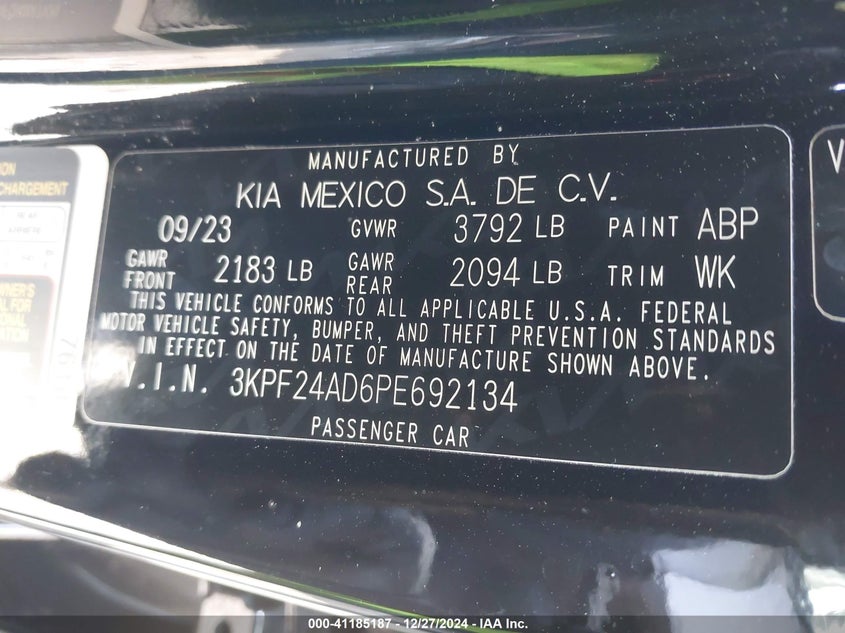 MANUFACTURED BY
KIA MEXICO S.A. DE C.V.
09/23 GVWR 3792 LB PAINT ABP
GAWR FRONT 2183 LB GAWR REAR 2094 LB TRIM WK
THIS VEHICLE CONFORMS TO ALL APPLICABLE U.S.A. FEDERAL
MOTOR VEHICLE SAFETY, BUMPER, AND THEFT PREVENTION STANDARDS
IN EFFECT ON THE DATE OF MANUFACTURE SHOWN ABOVE.
V.I.N. 3KPF24AD6PE692134
PASSENGER CAR
CHARGEMENT
V
000-41185187 - 12/27/2024 - IAA Inc.